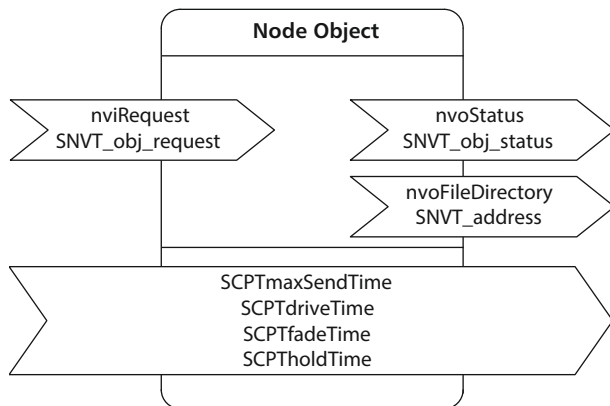 Node Object
nviRequest
SNVT_obj_request
nvoStatus
SNVT_obj_status
nvoFileDirectory
SNVT_address
SCPTmaxSendTime
SCPTdriveTime
SCPTfadeTime
SCPTholdTime